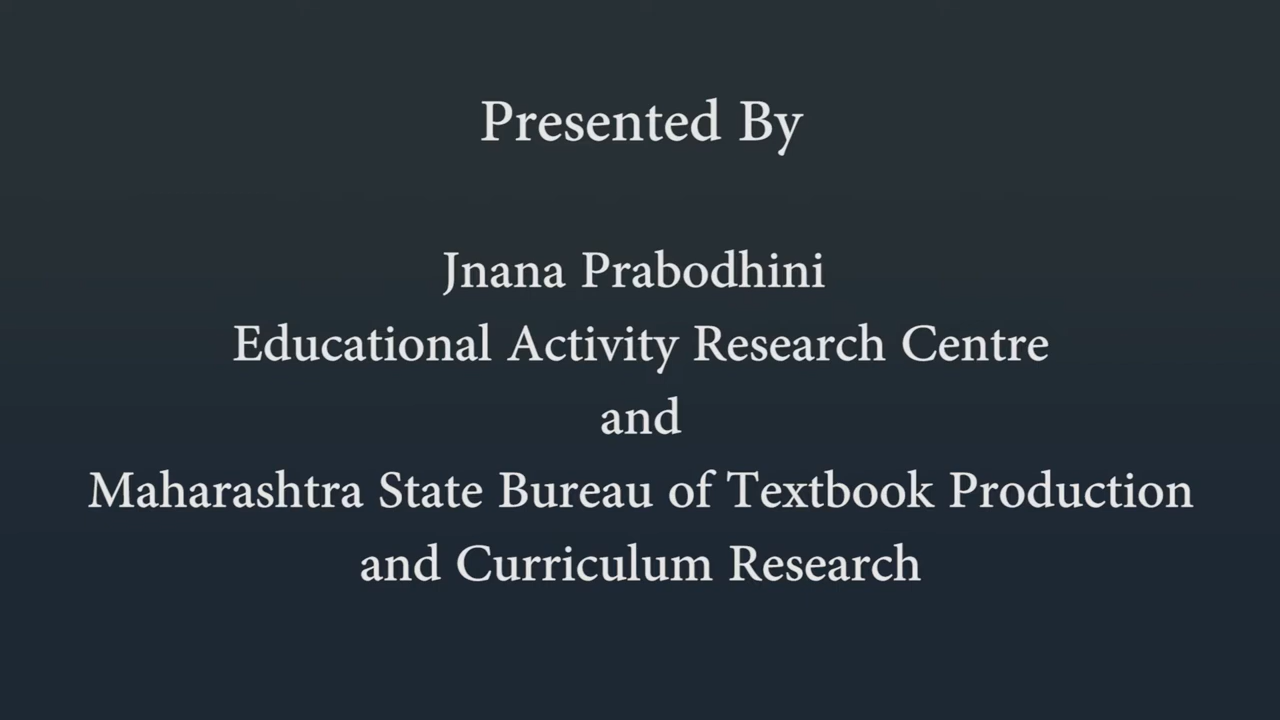 Presented By
Jnana Prabodhini
Educational Activity Research Centre
and
Maharashtra State Bureau of Textbook Production
and Curriculum Research